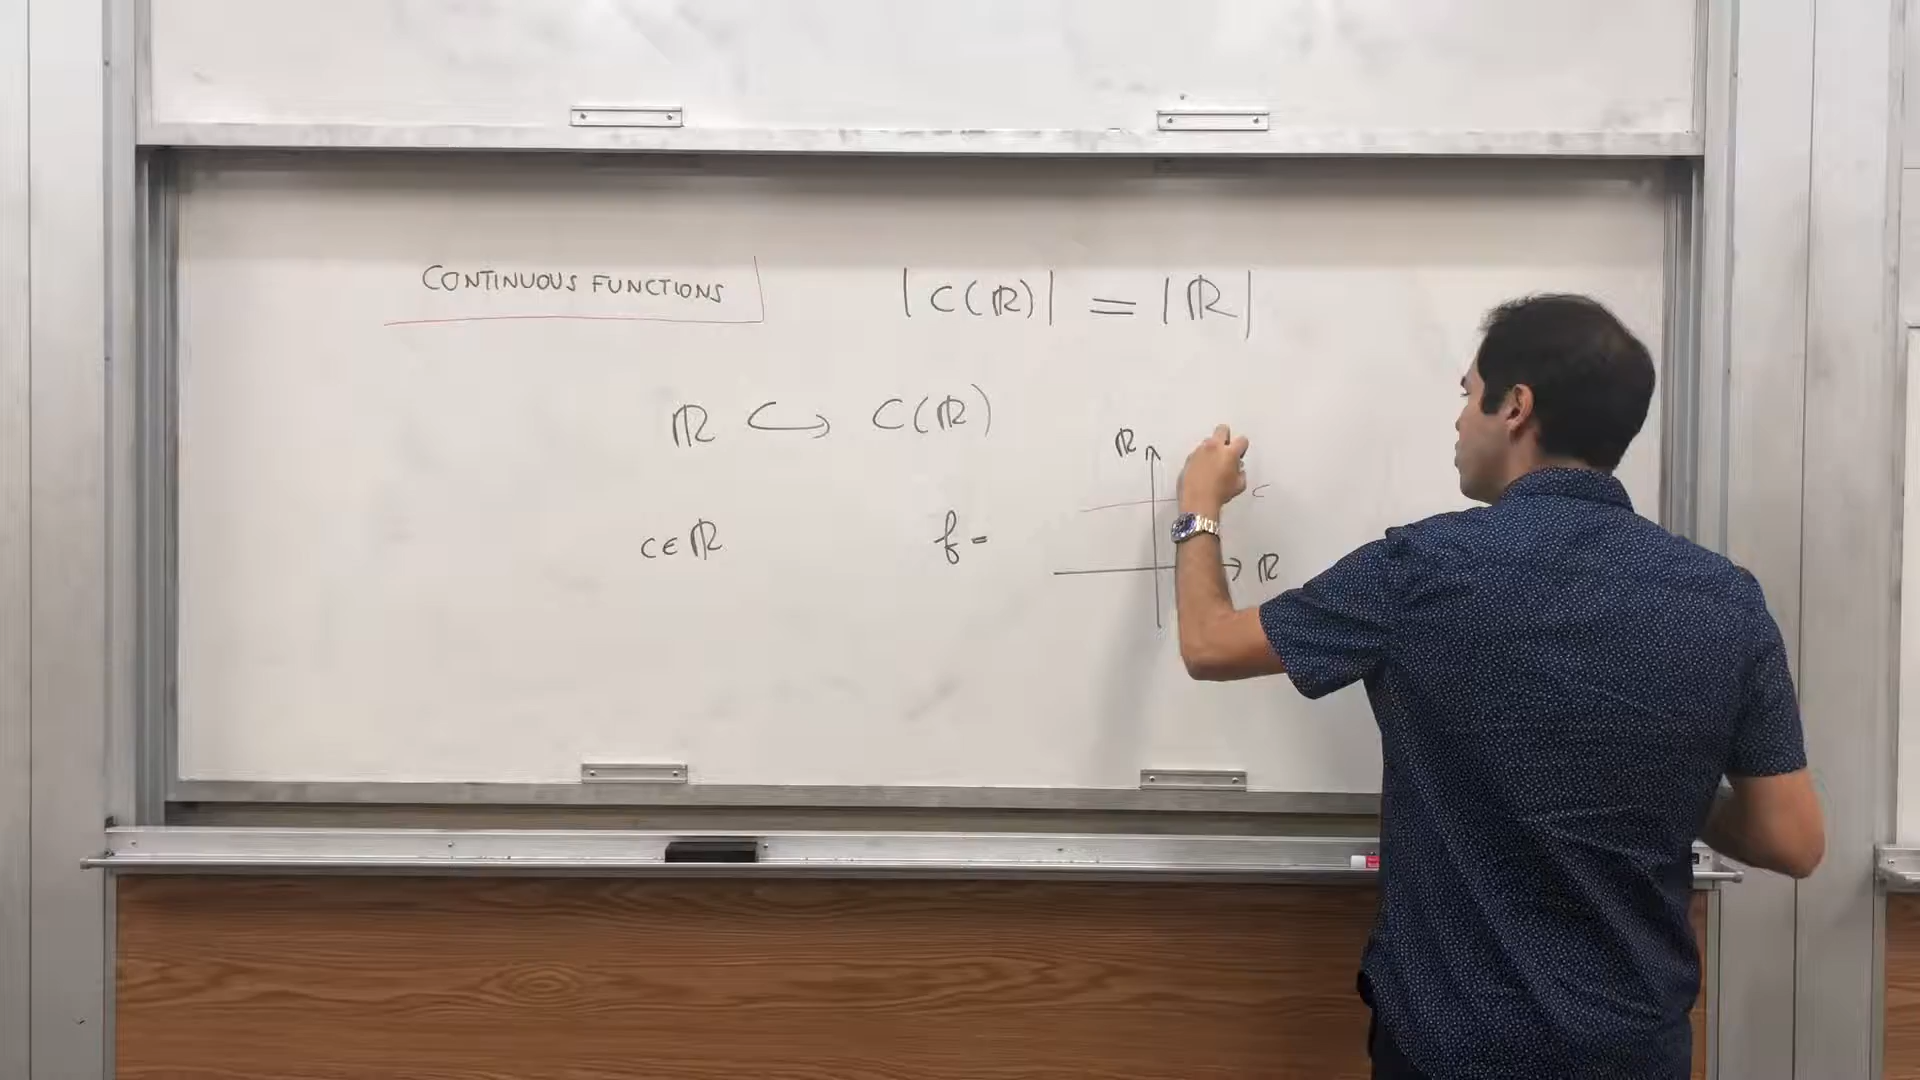 CONTINUOUS FUNCTIONS
|C(ℝ)| = |ℝ|
ℝ ↪ C(ℝ)
ℝ
c
c∈ℝ f =
ℝ